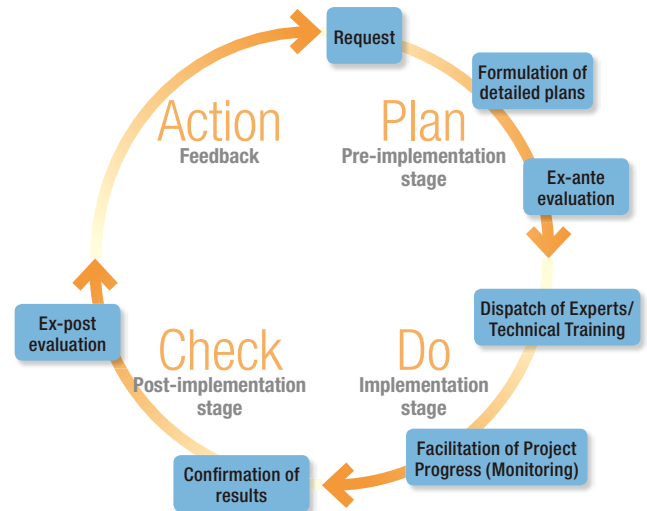 Request
Formulation of
detailed plans
Action
Feedback
Plan
Pre-implementation
stage
Ex-ante
evaluation
Dispatch of Experts/
Technical Training
Ex-post
evaluation
Check
Post-implementation
stage
Do
Implementation
stage
Facilitation of Project
Progress (Monitoring)
Confirmation of
results